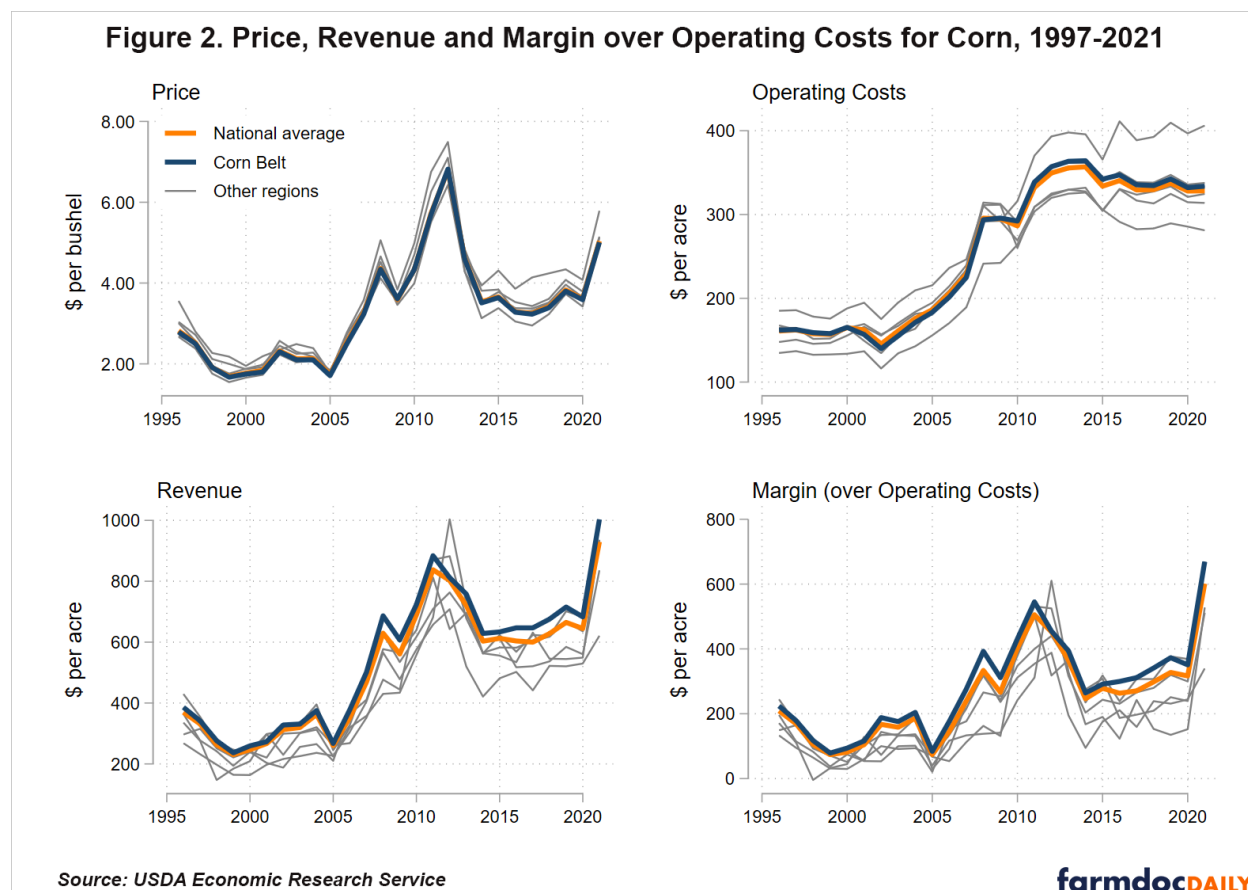 Figure 2. Price, Revenue and Margin over Operating Costs for Corn, 1997-2021
Price
$ per bushel
8.00
6.00
4.00
2.00
National average
Corn Belt
Other regions
1995 2000 2005 2010 2015 2020
Operating Costs
$ per acre
400
300
200
100
1995 2000 2005 2010 2015 2020
Revenue
$ per acre
1000
800
600
400
200
1995 2000 2005 2010 2015 2020
Margin (over Operating Costs)
$ per acre
800
600
400
200
0
1995 2000 2005 2010 2015 2020
Source: USDA Economic Research Service
farmdocDAILY